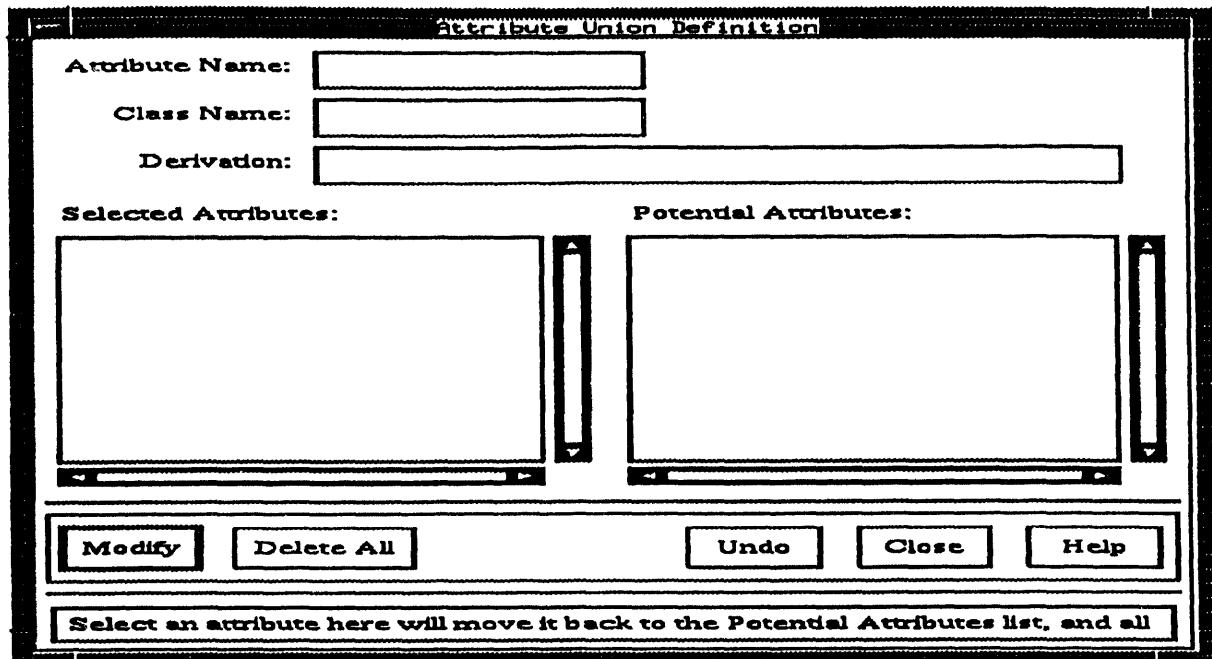 Attribute Union Definition
Attribute Name:
Class Name:
Derivation:
Selected Attributes:
Potential Attributes:
Modify
Delete All
Undo
Close
Help
Select an attribute here will move it back to the Potential Attributes list, and all